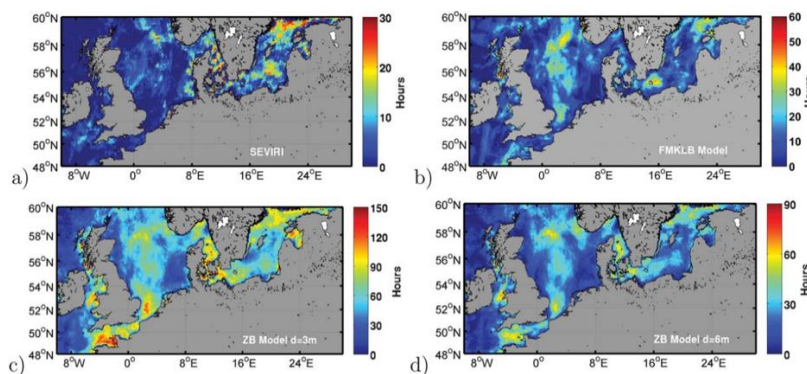 60°N
58°N
56°N
54°N
52°N
50°N
48°N
8°W
0°
8°E
16°E
24°E
30
20
10
0
Hours
SEVIRI
a)
60°N
58°N
56°N
54°N
52°N
50°N
48°N
8°W
0°
8°E
16°E
24°E
60
50
40
30
20
10
0
Hours
FMKLB Model
b)
60°N
58°N
56°N
54°N
52°N
50°N
48°N
8°W
0°
8°E
16°E
24°E
150
120
90
60
30
0
Hours
ZB Model d=3m
c)
60°N
58°N
56°N
54°N
52°N
50°N
48°N
8°W
0°
8°E
16°E
24°E
90
60
30
0
Hours
ZB Model d=6m
d)